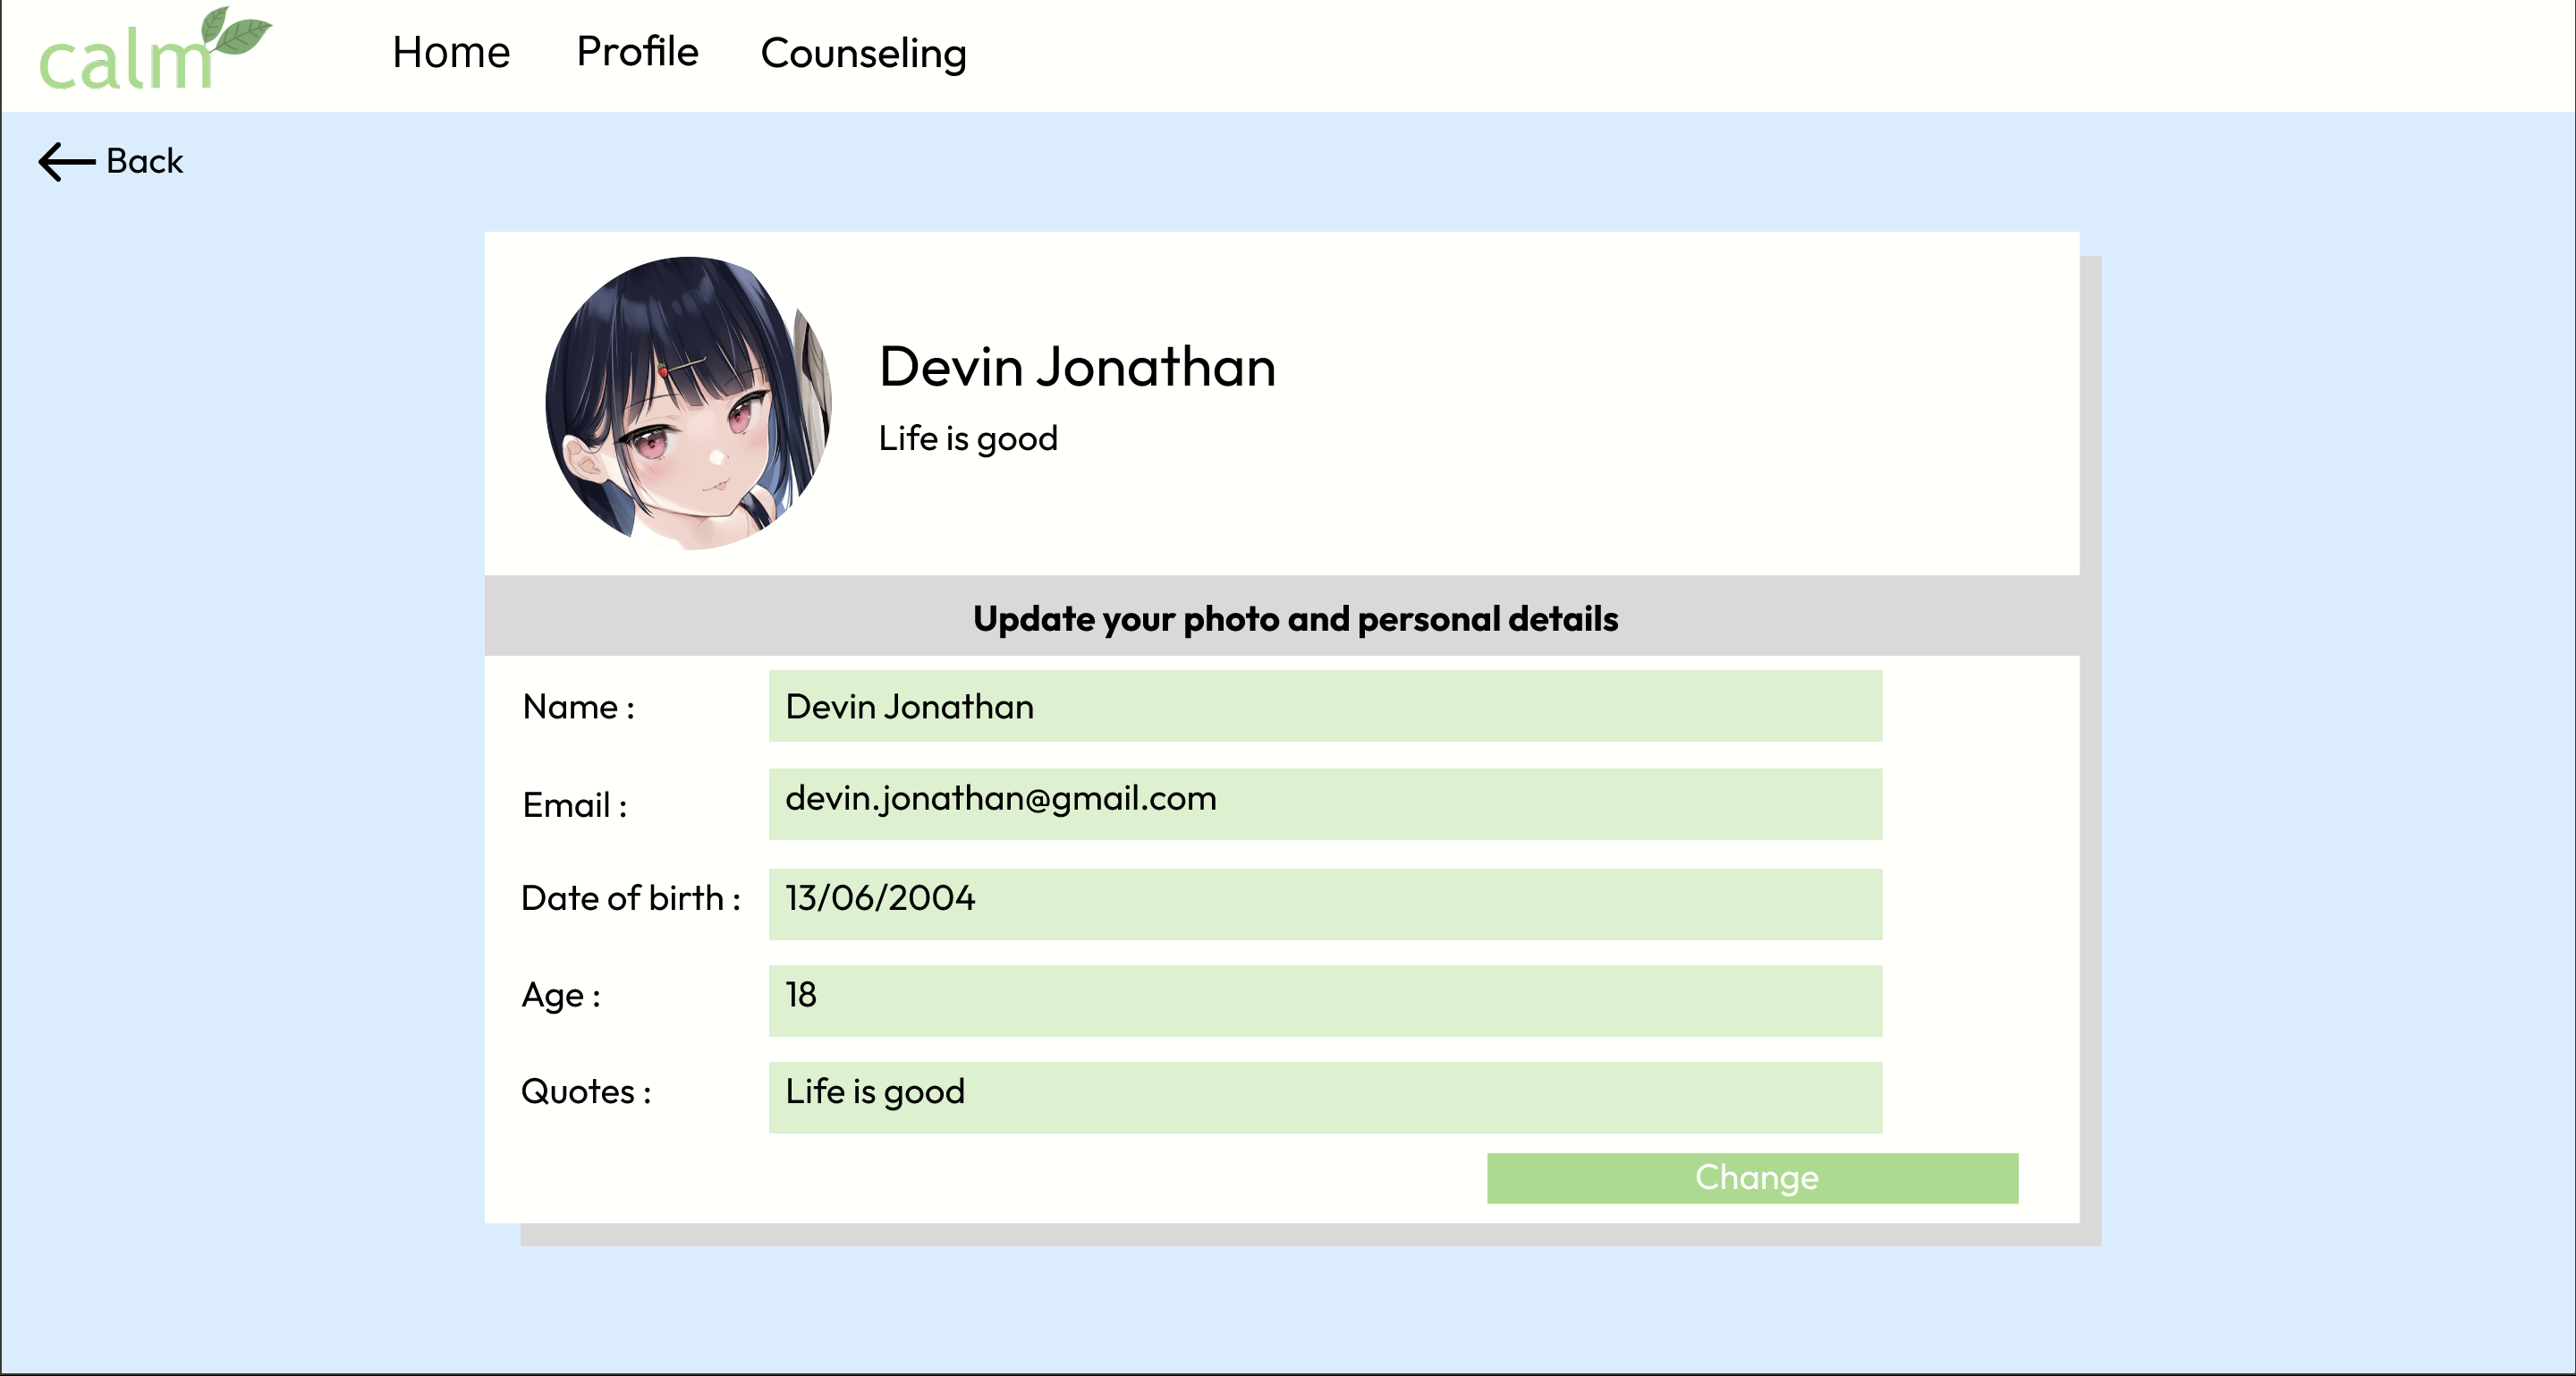 calm
Home Profile Counseling
Back
Devin Jonathan
Life is good
Update your photo and personal details
Name : Devin Jonathan
Email : devin.jonathan@gmail.com
Date of birth : 13/06/2004
Age : 18
Quotes : Life is good
Change